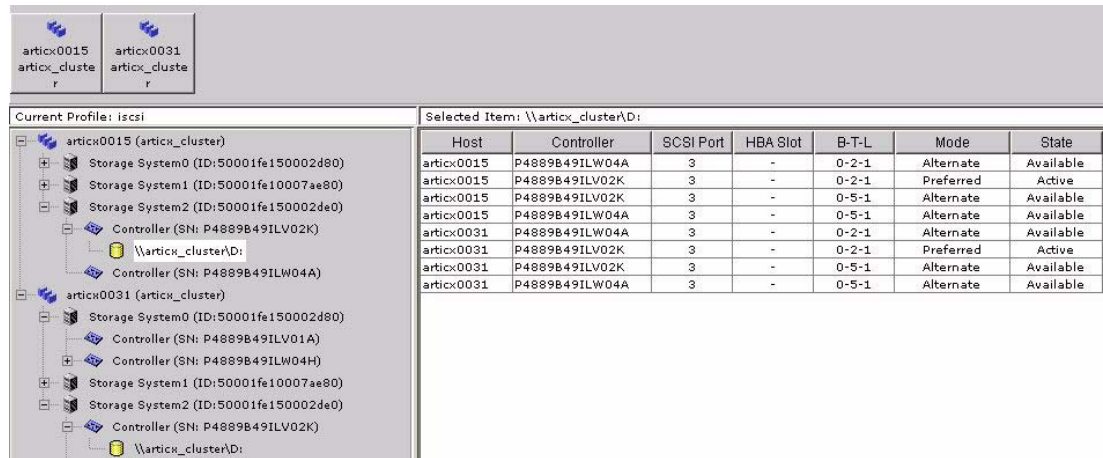 articx0015
articx_cluste
r
articx0031
articx_cluste
r
Current Profile: iscsi
articx0015 (articx_cluster)
Storage System0 (ID:50001fe150002d80)
Storage System1 (ID:50001fe10007ae80)
Storage System2 (ID:50001fe150002de0)
Controller (SN: P4889B49ILV02K)
\\articx_cluster\D:
Controller (SN: P4889B49ILW04A)
articx0031 (articx_cluster)
Storage System0 (ID:50001fe150002d80)
Controller (SN: P4889B49ILV01A)
Controller (SN: P4889B49ILW04H)
Storage System1 (ID:50001fe10007ae80)
Storage System2 (ID:50001fe150002de0)
Controller (SN: P4889B49ILV02K)
\\articx_cluster\D:
Selected Item: \\articx_cluster\D:
Host Controller SCSI Port HBA Slot B-T-L Mode State
articx0015 P4889B49ILW04A 3 - 0-2-1 Alternate Available
articx0015 P4889B49ILV02K 3 - 0-2-1 Preferred Active
articx0015 P4889B49ILV02K 3 - 0-5-1 Alternate Available
articx0015 P4889B49ILW04A 3 - 0-5-1 Alternate Available
articx0031 P4889B49ILW04A 3 - 0-2-1 Alternate Available
articx0031 P4889B49ILV02K 3 - 0-2-1 Preferred Active
articx0031 P4889B49ILV02K 3 - 0-5-1 Alternate Available
articx0031 P4889B49ILW04A 3 - 0-5-1 Alternate Available